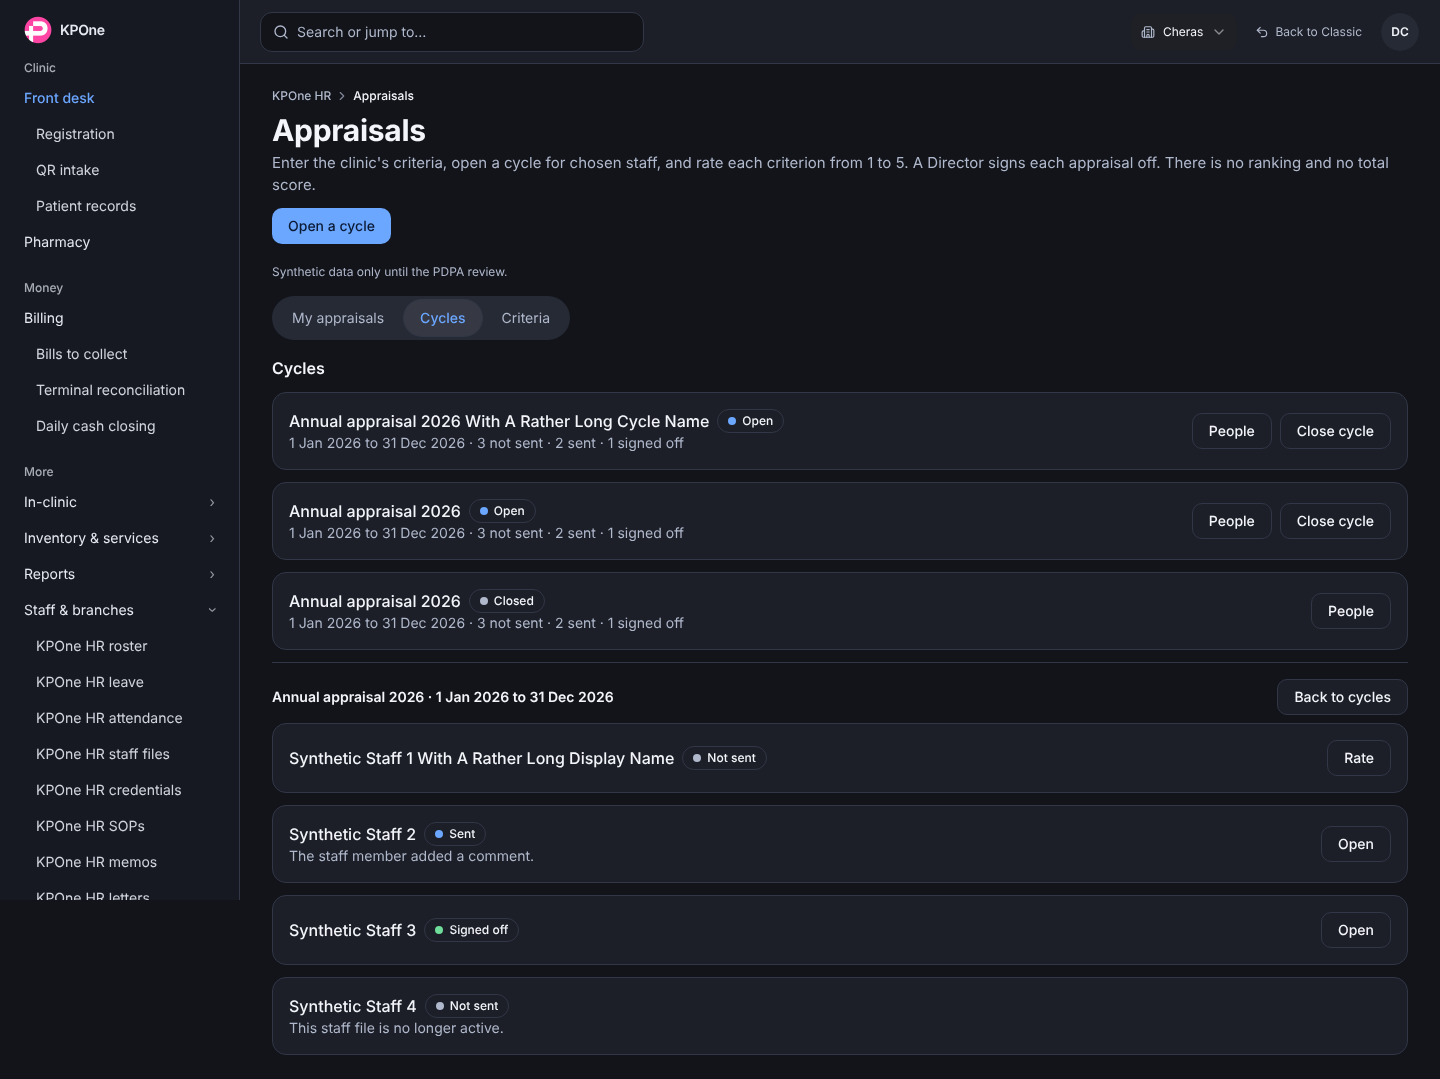 KPOne
Clinic
Front desk
Registration
QR intake
Patient records
Pharmacy
Money
Billing
Bills to collect
Terminal reconciliation
Daily cash closing
More
In-clinic
Inventory & services
Reports
Staff & branches
KPOne HR roster
KPOne HR leave
KPOne HR attendance
KPOne HR staff files
KPOne HR credentials
KPOne HR SOPs
KPOne HR memos
KPOne HR letters
Search or jump to...
Cheras
Back to Classic
DC
KPOne HR > Appraisals
Appraisals
Enter the clinic's criteria, open a cycle for chosen staff, and rate each criterion from 1 to 5. A Director signs each appraisal off. There is no ranking and no total
score.
Open a cycle
Synthetic data only until the PDPA review.
My appraisals Cycles Criteria
Cycles
Annual appraisal 2026 With A Rather Long Cycle Name Open
1 Jan 2026 to 31 Dec 2026 · 3 not sent · 2 sent · 1 signed off
People Close cycle
Annual appraisal 2026 Open
1 Jan 2026 to 31 Dec 2026 · 3 not sent · 2 sent · 1 signed off
People Close cycle
Annual appraisal 2026 Closed
1 Jan 2026 to 31 Dec 2026 · 3 not sent · 2 sent · 1 signed off
People
Annual appraisal 2026 · 1 Jan 2026 to 31 Dec 2026
Back to cycles
Synthetic Staff 1 With A Rather Long Display Name Not sent
Rate
Synthetic Staff 2 Sent
The staff member added a comment.
Open
Synthetic Staff 3 Signed off
Open
Synthetic Staff 4 Not sent
This staff file is no longer active.